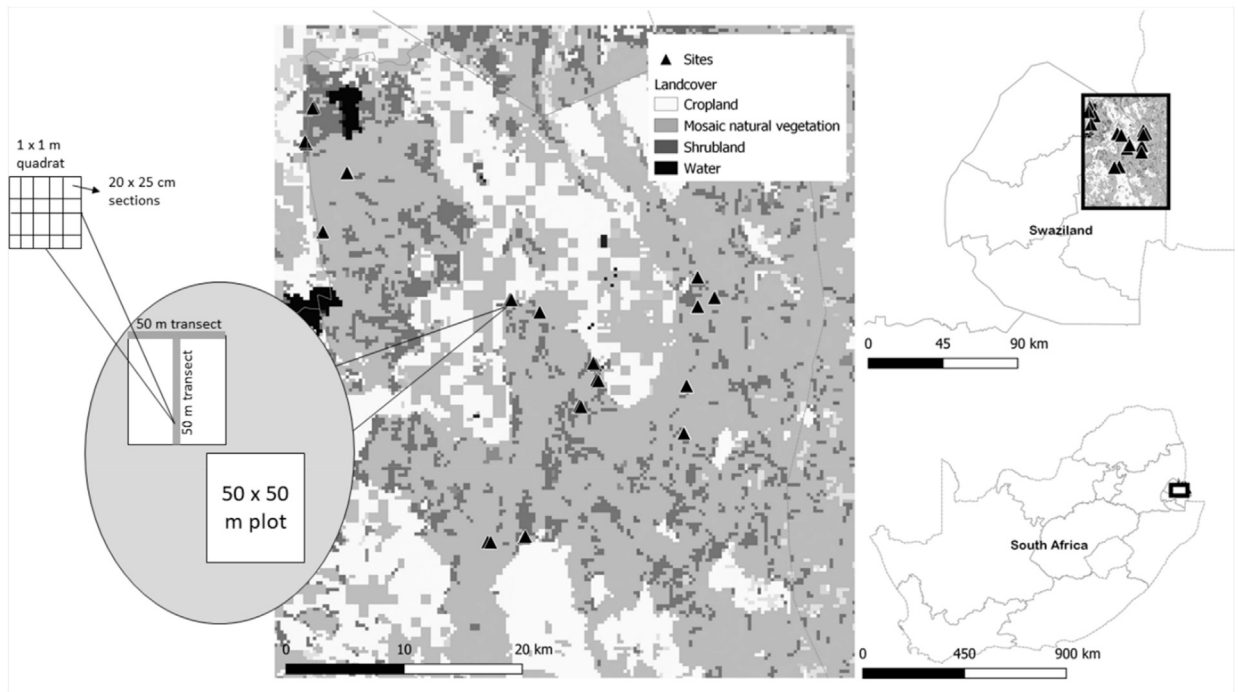 Sites
Landcover
Cropland
Mosaic natural vegetation
Shrubland
Water
1 x 1 m
quadrat
20 x 25 cm
sections
50 m transect
50 m transect
50 x 50
m plot
0 10 20 km
Swaziland
0 45 90 km
South Africa
0 450 900 km